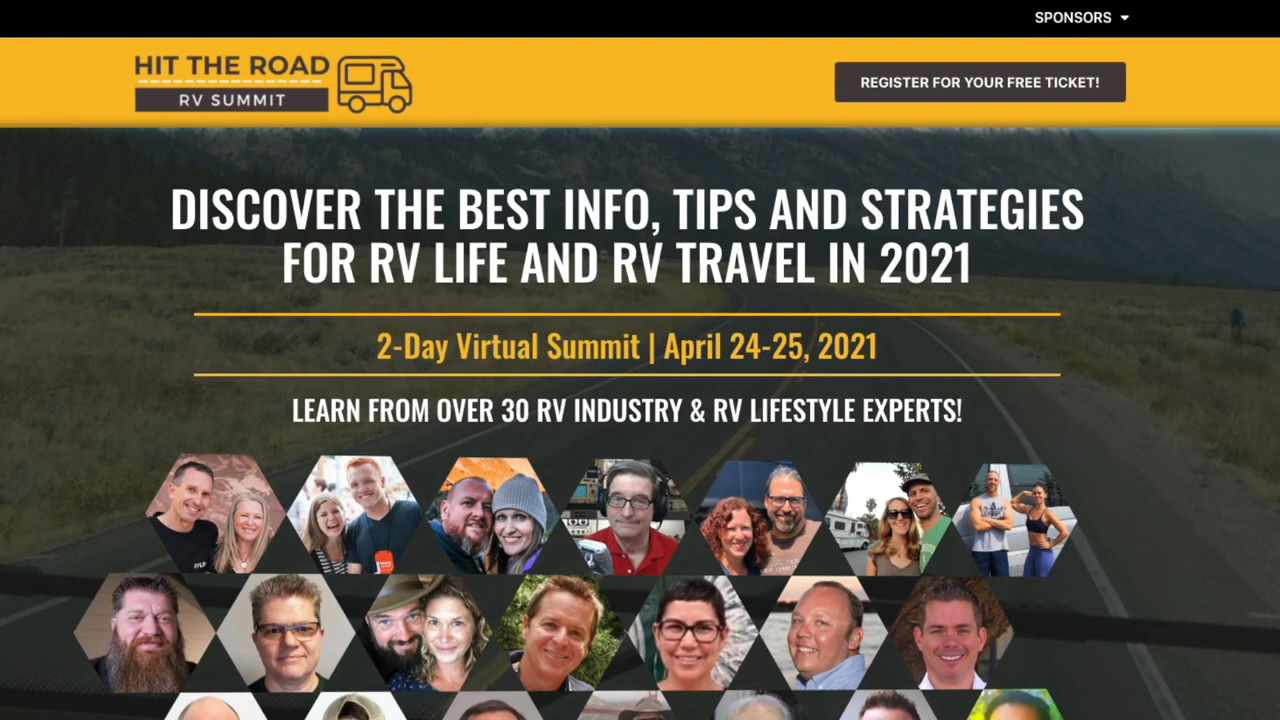 SPONSORS
HIT THE ROAD
RV SUMMIT
REGISTER FOR YOUR FREE TICKET!
DISCOVER THE BEST INFO, TIPS AND STRATEGIES
FOR RV LIFE AND RV TRAVEL IN 2021
2-Day Virtual Summit | April 24-25, 2021
LEARN FROM OVER 30 RV INDUSTRY & RV LIFESTYLE EXPERTS!